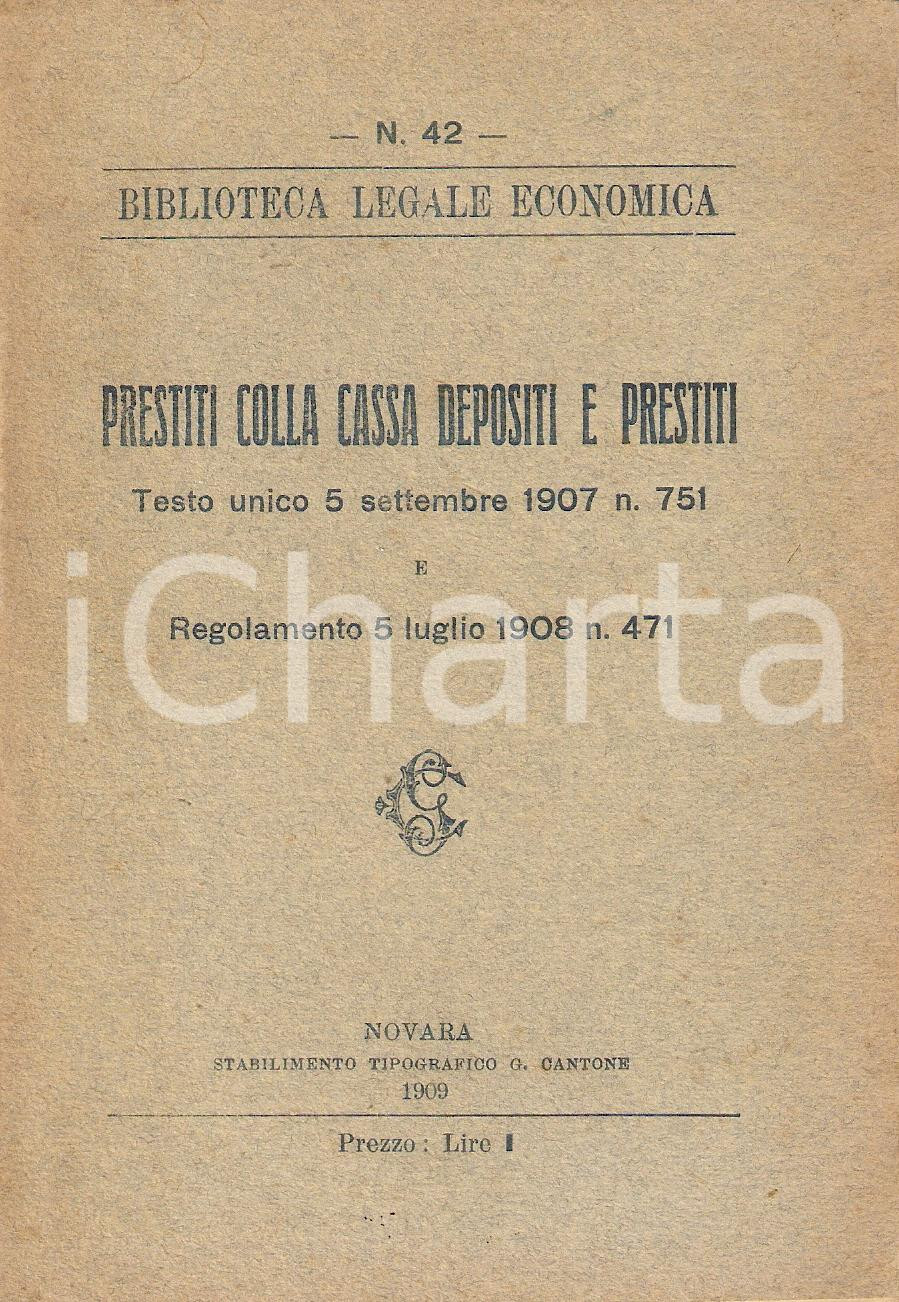 — N. 42 —
BIBLIOTECA LEGALE ECONOMICA
PRESTITI COLLA CASSA DEPOSITI E PRESTITI
Testo unico 5 settembre 1907 n. 751
E
Regolamento 5 luglio 1908 n. 471
iCharta
NOVARA
STABILIMENTO TIPOGRAFICO G. CANTONE
1909
Prezzo: Lire 1